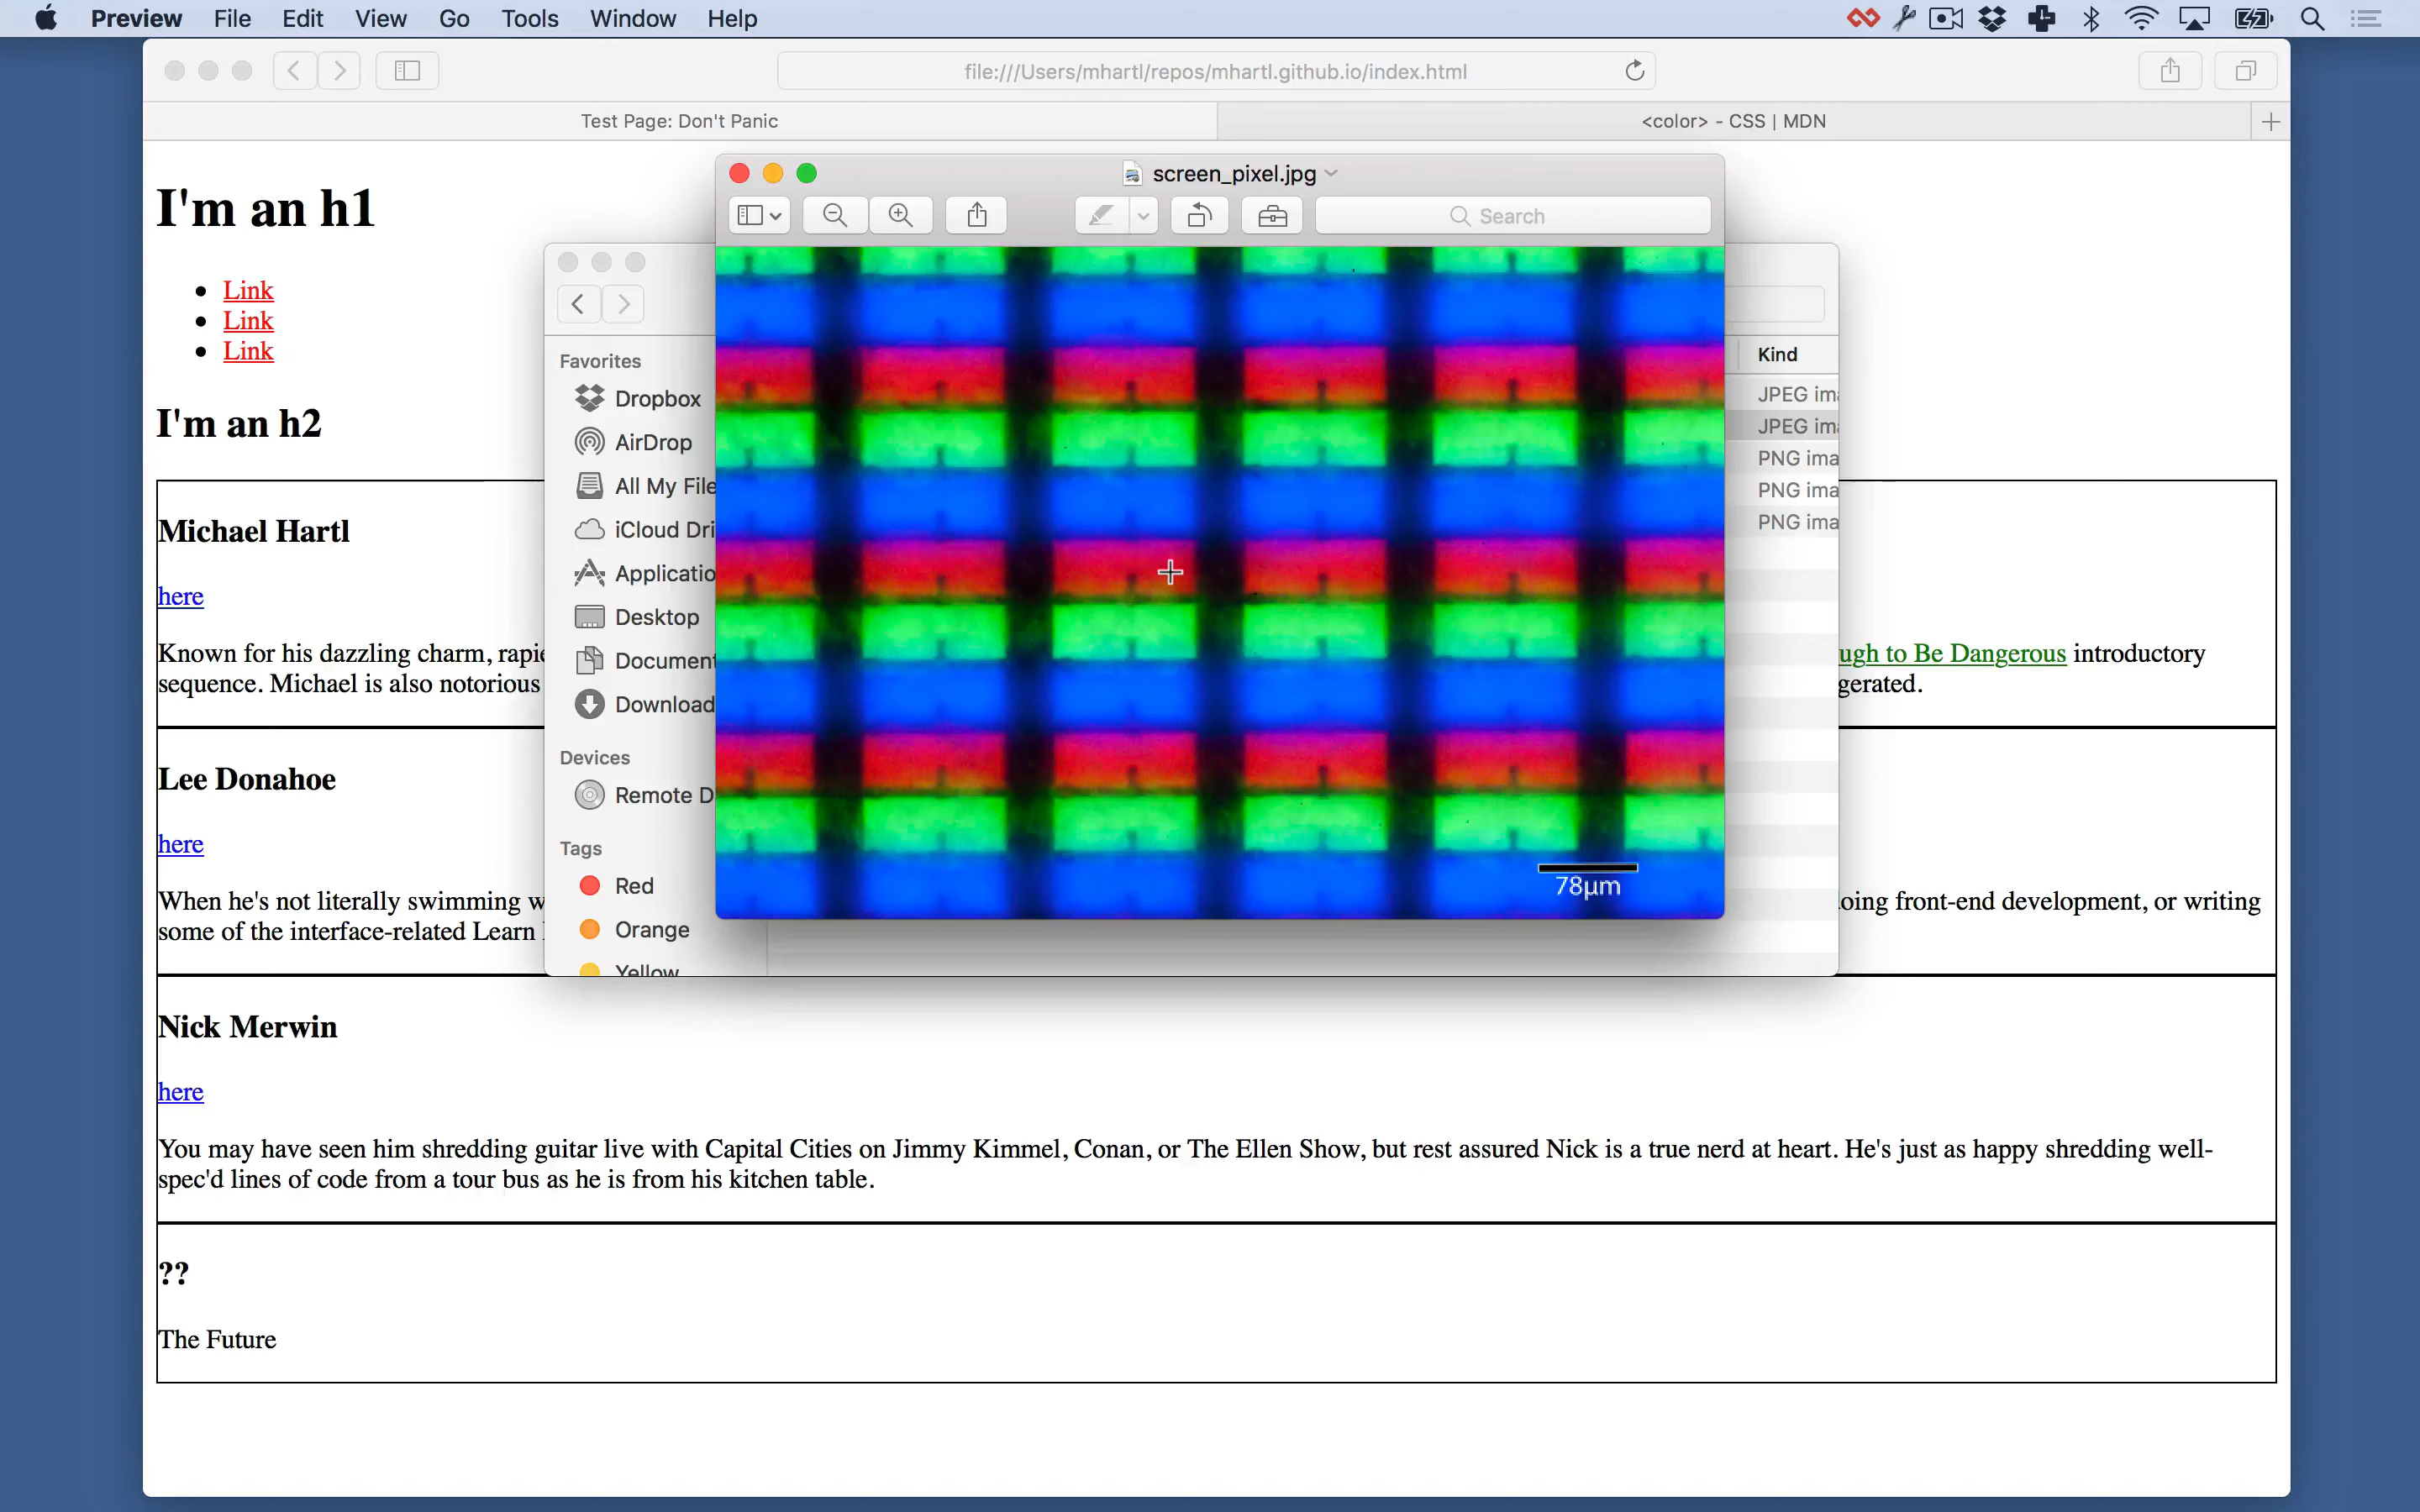 Preview File Edit View Go Tools Window Help
file:///Users/mhartl/repos/mhartl.github.io/index.html
Test Page: Don't Panic
<color> - CSS | MDN
screen_pixel.jpg
Search
I'm an h1
Link
Link
Link
I'm an h2
Michael Hartl
here
Known for his dazzling charm,
ugh to Be Dangerous introductory
sequence. Michael is also notorious
gerated.
Lee Donahoe
here
When he's not literally swimming
oing front-end development, or writing
some of the interface-related Learn
Nick Merwin
here
You may have seen him shredding guitar live with Capital Cities on Jimmy Kimmel, Conan, or The Ellen Show, but rest assured Nick is a true nerd at heart. He's just as happy shredding well-
spec'd lines of code from a tour bus as he is from his kitchen table.
??
The Future
Favorites
Dropbox
AirDrop
All My File
iCloud Dri
Applicatio
Desktop
Document
Download
Devices
Remote D
Tags
Red
Orange
Yellow
Kind
JPEG ima
JPEG ima
PNG ima
PNG ima
PNG ima
78µm